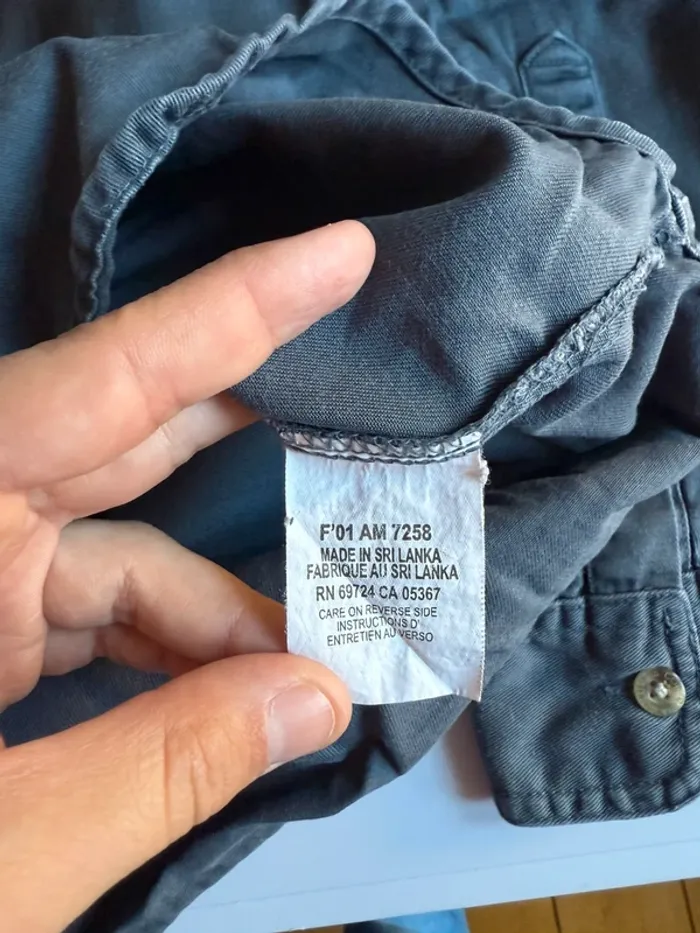 F'01 AM 7258
MADE IN SRI LANKA
FABRIQUE AU SRI LANKA
RN 69724 CA 05367
CARE ON REVERSE SIDE
INSTRUCTIONS D'
ENTRETIEN AU VERSO